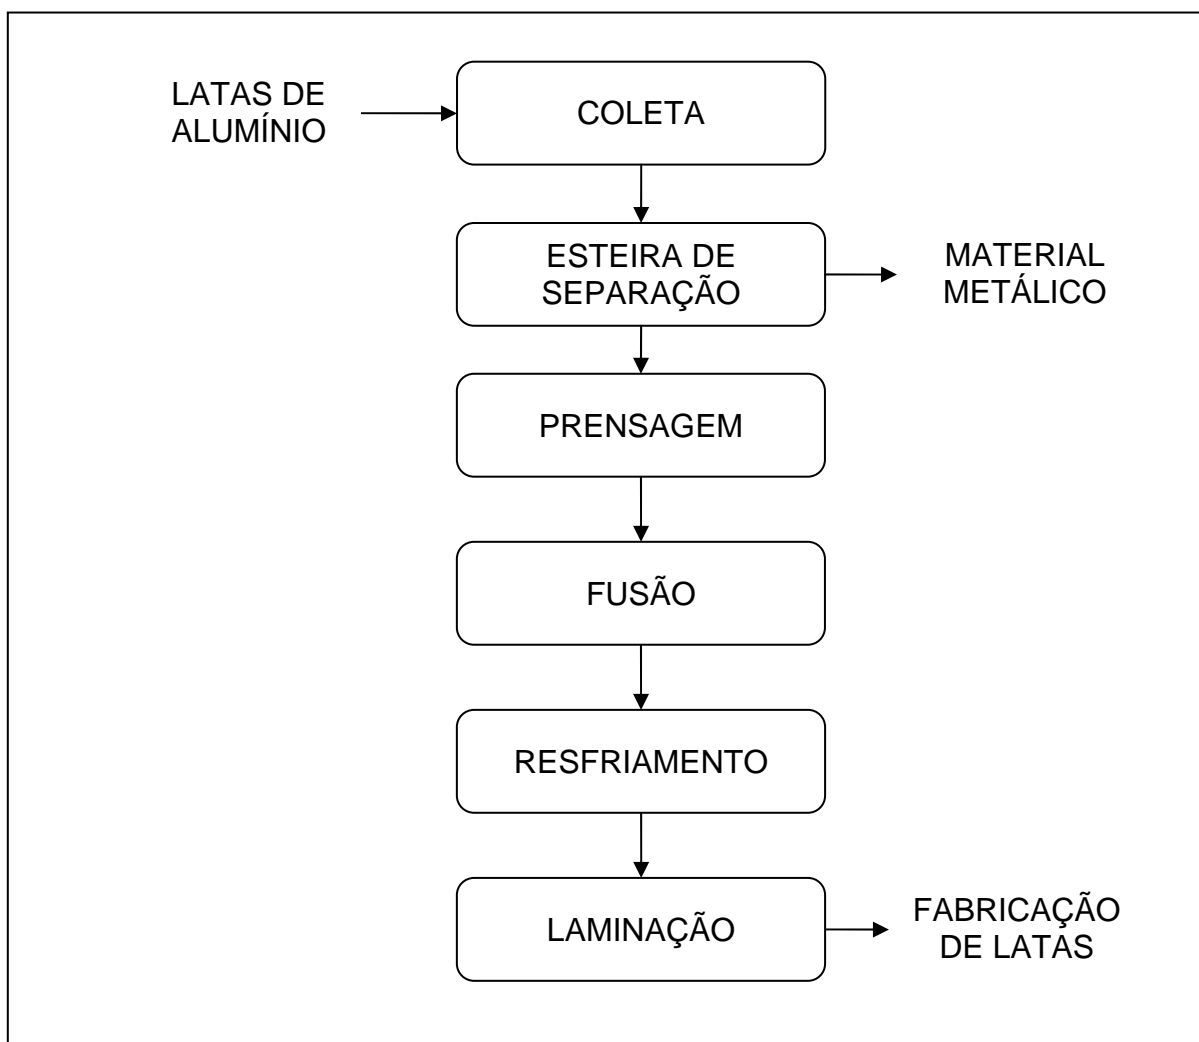 LATAS DE
ALUMÍNIO
COLETA
ESTEIRA DE
SEPARAÇÃO
MATERIAL
METÁLICO
PRENSAGEM
FUSÃO
RESFRIAMENTO
LAMINAÇÃO
FABRICAÇÃO
DE LATAS